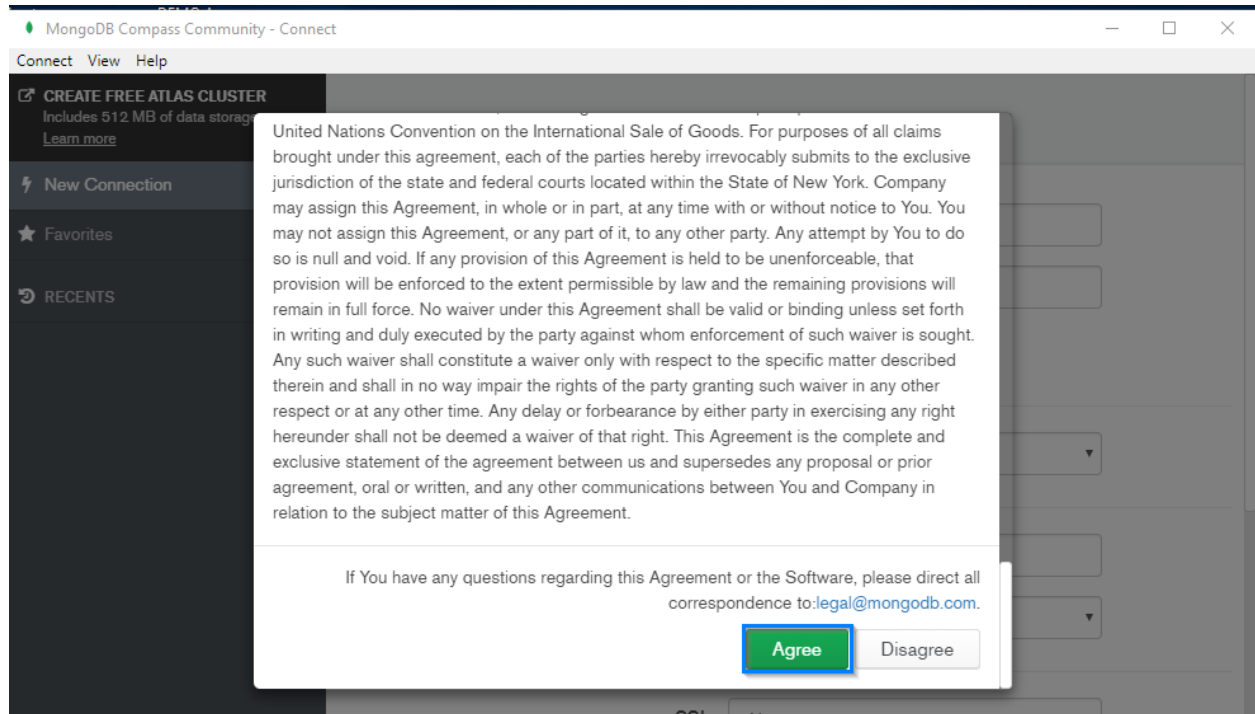 MongoDB Compass Community - Connect
Connect View Help
CREATE FREE ATLAS CLUSTER
Includes 512 MB of data storage
Learn more
New Connection
Favorites
RECENTS
United Nations Convention on the International Sale of Goods. For purposes of all claims
brought under this agreement, each of the parties hereby irrevocably submits to the exclusive
jurisdiction of the state and federal courts located within the State of New York. Company
may assign this Agreement, in whole or in part, at any time with or without notice to You. You
may not assign this Agreement, or any part of it, to any other party. Any attempt by You to do
so is null and void. If any provision of this Agreement is held to be unenforceable, that
provision will be enforced to the extent permissible by law and the remaining provisions will
remain in full force. No waiver under this Agreement shall be valid or binding unless set forth
in writing and duly executed by the party against whom enforcement of such waiver is sought.
Any such waiver shall constitute a waiver only with respect to the specific matter described
therein and shall in no way impair the rights of the party granting such waiver in any other
respect or at any other time. Any delay or forbearance by either party in exercising any right
hereunder shall not be deemed a waiver of that right. This Agreement is the complete and
exclusive statement of the agreement between us and supersedes any proposal or prior
agreement, oral or written, and any other communications between You and Company in
relation to the subject matter of this Agreement.
If You have any questions regarding this Agreement or the Software, please direct all
correspondence to:legal@mongodb.com.
Agree Disagree